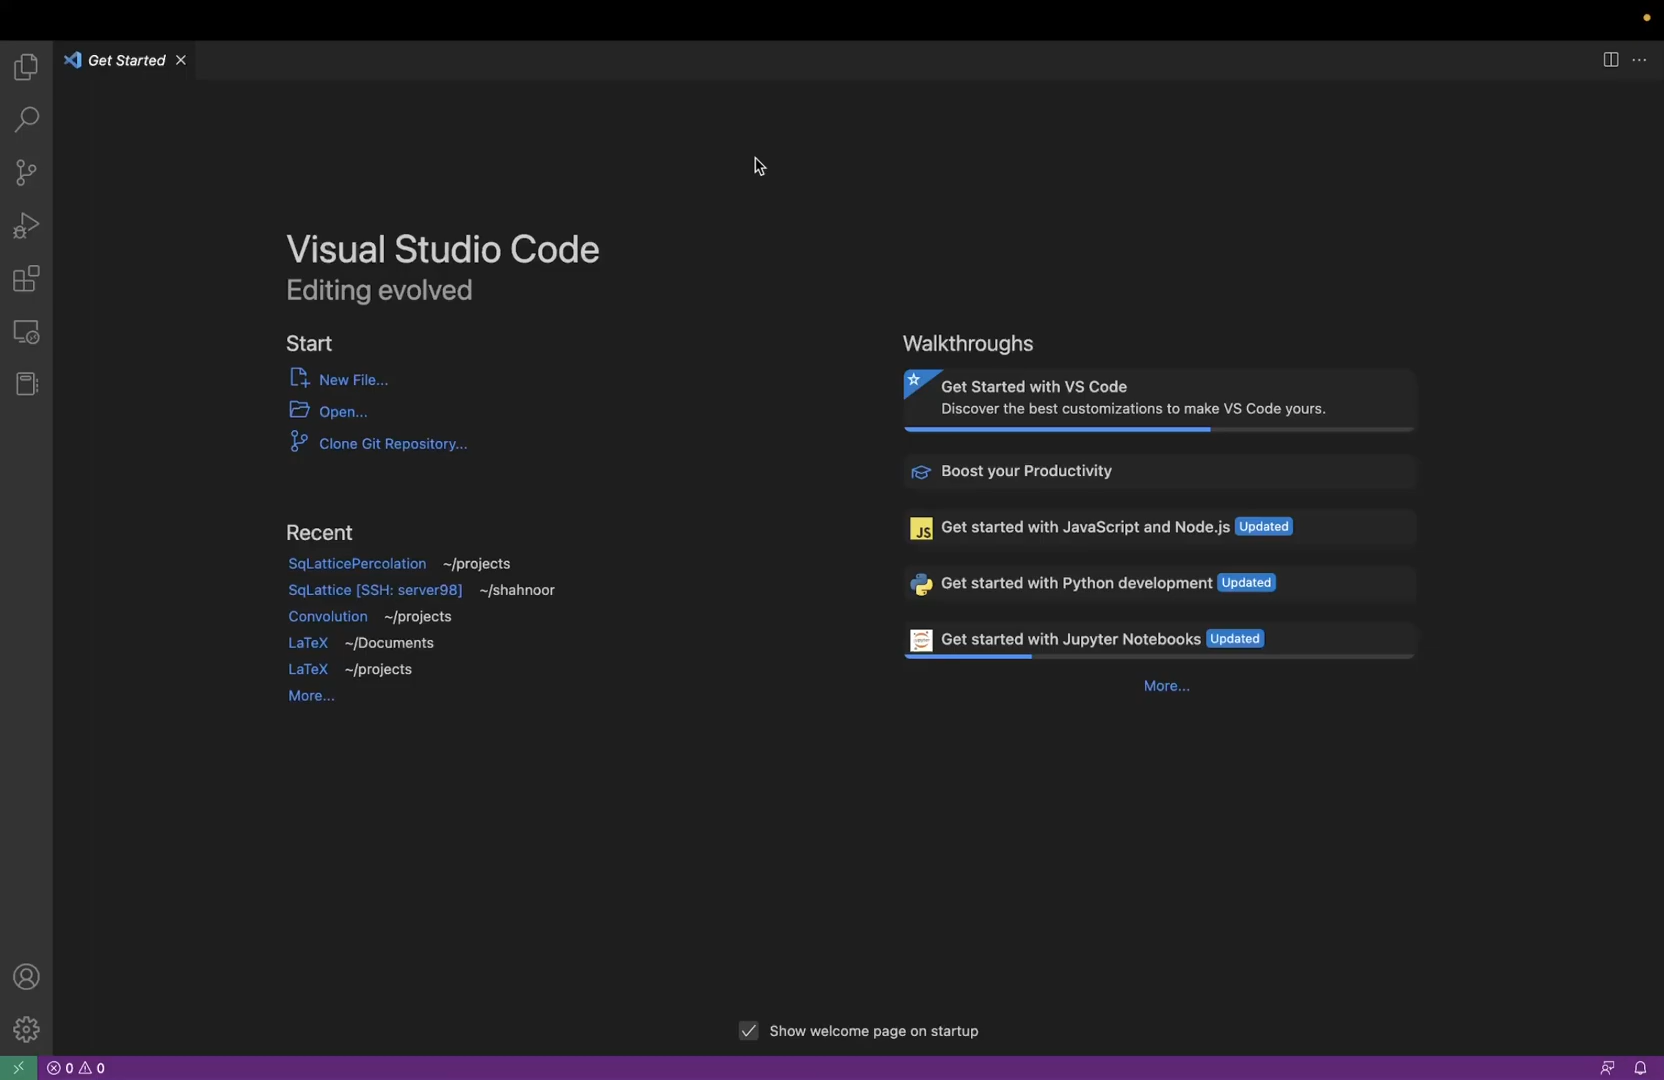 Get Started
Visual Studio Code
Editing evolved
Start
New File...
Open...
Clone Git Repository...
Recent
SqLatticePercolation ~/projects
SqLattice [SSH: server98] ~/shahnoor
Convolution ~/projects
LaTeX ~/Documents
LaTeX ~/projects
More...
Walkthroughs
Get Started with VS Code
Discover the best customizations to make VS Code yours.
Boost your Productivity
JS Get started with JavaScript and Node.js Updated
Get started with Python development Updated
Get started with Jupyter Notebooks Updated
More...
Show welcome page on startup
0 0